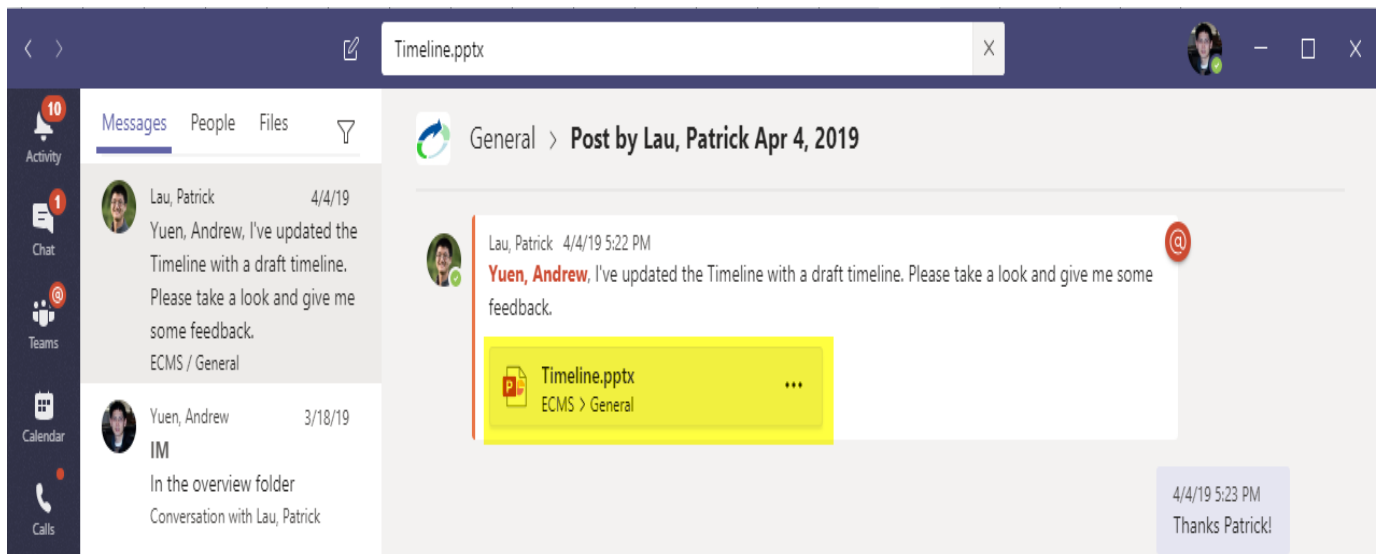 Timeline.pptx
10
Activity
1
Chat
@
Teams
Calendar
Calls
Messages People Files
Lau, Patrick 4/4/19
Yuen, Andrew, I've updated the
Timeline with a draft timeline.
Please take a look and give me
some feedback.
ECMS / General
Yuen, Andrew 3/18/19
IM
In the overview folder
Conversation with Lau, Patrick
General > Post by Lau, Patrick Apr 4, 2019
Lau, Patrick 4/4/19 5:22 PM
@
Yuen, Andrew, I've updated the Timeline with a draft timeline. Please take a look and give me some
feedback.
P
Timeline.pptx
ECMS > General
4/4/19 5:23 PM
Thanks Patrick!